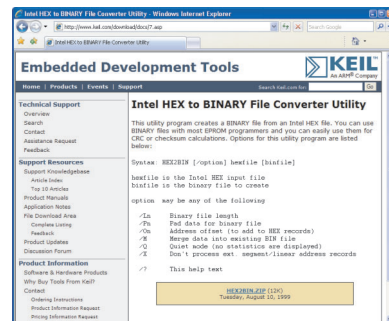 Intel HEX to BINARY File Converter Utility - Windows Internet Explorer
http://www.keil.com/download/docs/7.asp
Search Google
Intel HEX to BINARY File Converter Utility
Embedded Development Tools
KEIL
An ARM® Company
Home | Products | Events | Support
Search Keil.com for:
Go
Technical Support
Overview
Search
Contact
Assistance Request
Feedback
Support Resources
Support Knowledgebase
Article Index
Top 10 Articles
Product Manuals
Application Notes
File Download Area
Complete Listing
Feedback
Product Updates
Discussion Forum
Product Information
Software & Hardware Products
Why Buy Tools From Keil?
Contact
Ordering Instructions
Product Information Request
Pricing Information Request
Intel HEX to BINARY File Converter Utility
This utility program creates a BINARY file from an Intel HEX file. You can use
BINARY files with most EPROM programmers and you can easily use them for
CRC or checksum calculations. Options for this utility program are listed
below:
Syntax: HEX2BIN [/option] hexfile [binfile]
hexfile is the Intel HEX input file
binfile is the binary file to create
option may be any of the following
/Ln Binary file length
/Pn Pad data for binary file
/On Address offset (to add to HEX records)
/M Merge data into existing BIN file
/Q Quiet mode (no statistics are displayed)
/X Don't process ext. segment/linear address records
/? This help text
HEX2BIN.ZIP (12K)
Tuesday, August 10, 1999